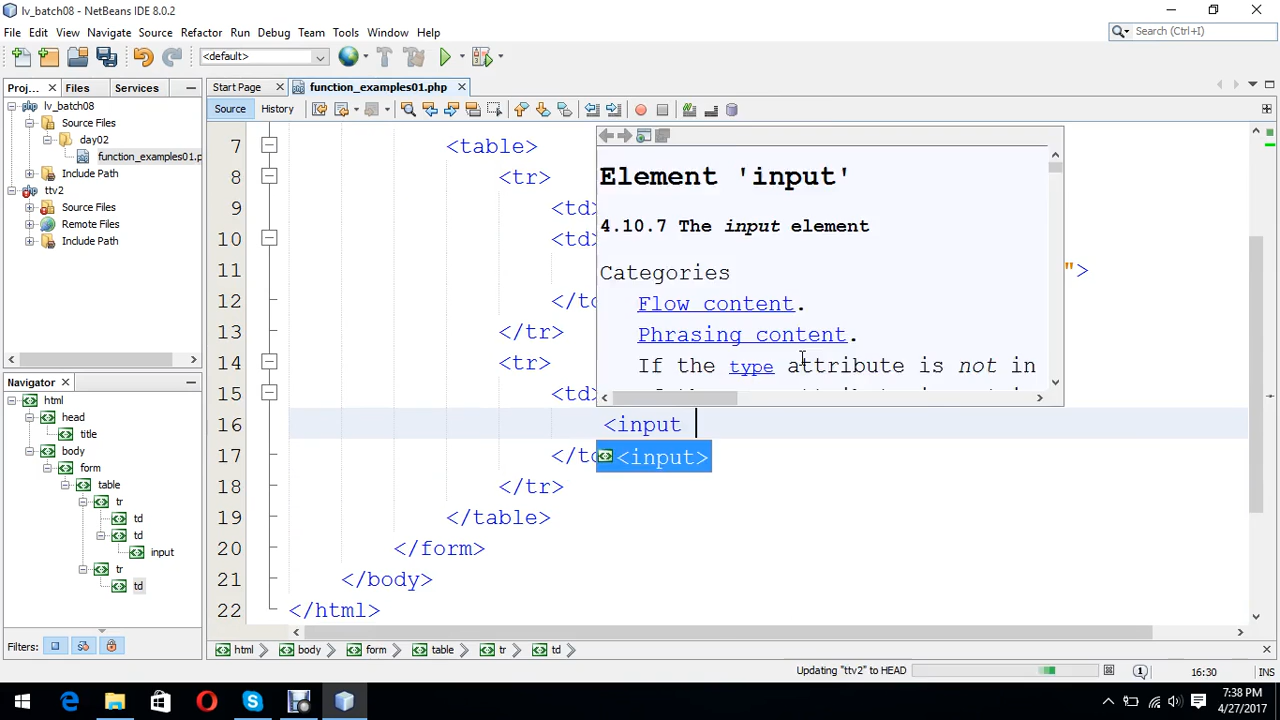 lv_batch08 - NetBeans IDE 8.0.2
File Edit View Navigate Source Refactor Run Debug Team Tools Window Help
Search (Ctrl+I)
<default>
Proj... Files Services
Start Page function_examples01.php
lv_batch08
Source Files
day02
function_examples01.p
Include Path
ttv2
Source Files
Remote Files
Include Path
Source History
7 <table>
8 <tr>
9 <td>
10 <td>
11 ">
12 </td
13 </tr>
14 <tr>
15 <td>
16 <input
17 </td
18 </tr>
19 </table>
20 </form>
21 </body>
22 </html>
Element 'input'
4.10.7 The input element
Categories
Flow content.
Phrasing content.
If the type attribute is not in
<input>
Navigator
html
head
title
body
form
table
tr
td
td
input
tr
td
Filters:
html body form table tr td
Updating "ttv2" to HEAD
1
16:30 INS
7:38 PM
4/27/2017